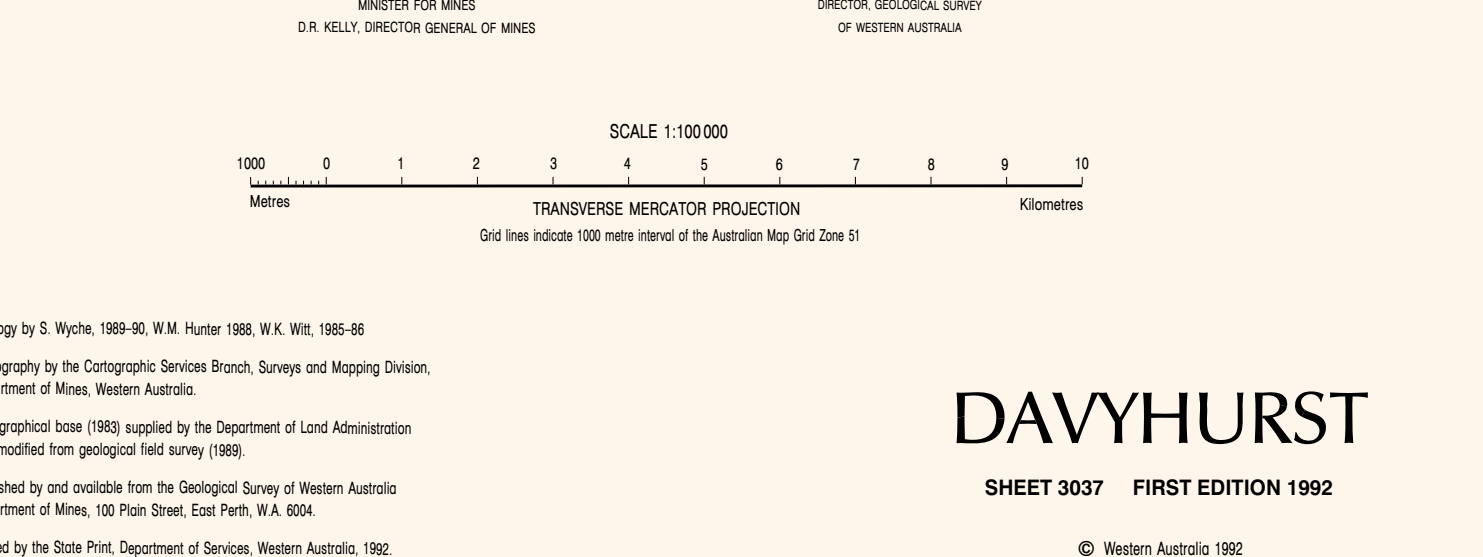 MINISTER FOR MINES
D.R. KELLY, DIRECTOR GENERAL OF MINES
DIRECTOR, GEOLOGICAL SURVEY
OF WESTERN AUSTRALIA
SCALE 1:100 000
1000 0 1 2 3 4 5 6 7 8 9 10
Metres Kilometres
TRANSVERSE MERCATOR PROJECTION
Grid lines indicate 1000 metre interval of the Australian Map Grid Zone 51
ogy by S. Wyche, 1989–90, W.M. Hunter 1988, W.K. Witt, 1985–86
ography by the Cartographic Services Branch, Surveys and Mapping Division,
rtment of Mines, Western Australia.
graphical base (1983) supplied by the Department of Land Administration
modified from geological field survey (1989).
shed by and available from the Geological Survey of Western Australia
rtment of Mines, 100 Plain Street, East Perth, W.A. 6004.
ed by the State Print, Department of Services, Western Australia, 1992.
DAVYHURST
SHEET 3037 FIRST EDITION 1992
© Western Australia 1992